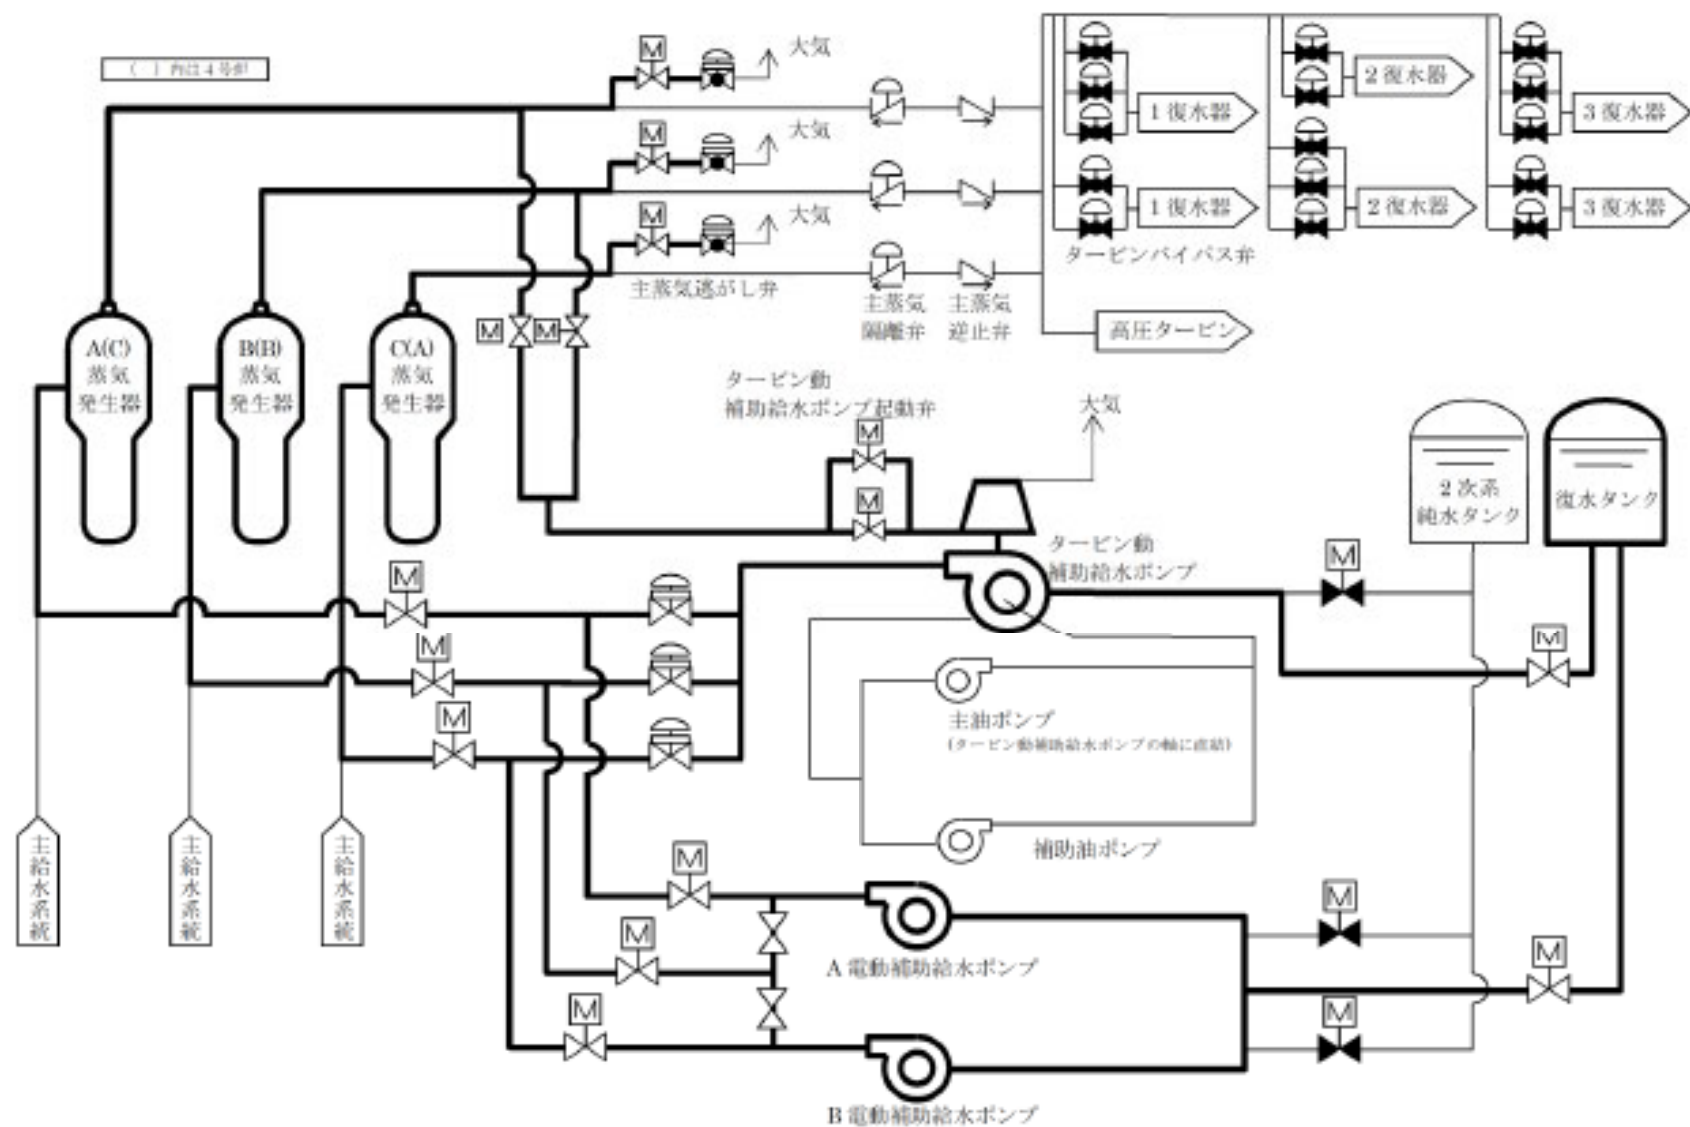 ( )内は4号炉
大気
大気
大気
主蒸気逃がし弁
主蒸気
隔離弁
主蒸気
逆止弁
1復水器
1復水器
2復水器
2復水器
3復水器
3復水器
タービンバイパス弁
高圧タービン
A(C)
蒸気
発生器
B(B)
蒸気
発生器
C(A)
蒸気
発生器
M
M
M
M
M
タービン動
補助給水ポンプ起動弁
M
M
大気
2次系
純水タンク
復水タンク
タービン動
補助給水ポンプ
M
M
M
M
M
主油ポンプ
(タービン動補助給水ポンプの軸に直結)
補助油ポンプ
主給水系統
主給水系統
主給水系統
M
M
M
M
M
M
A電動補助給水ポンプ
B電動補助給水ポンプ